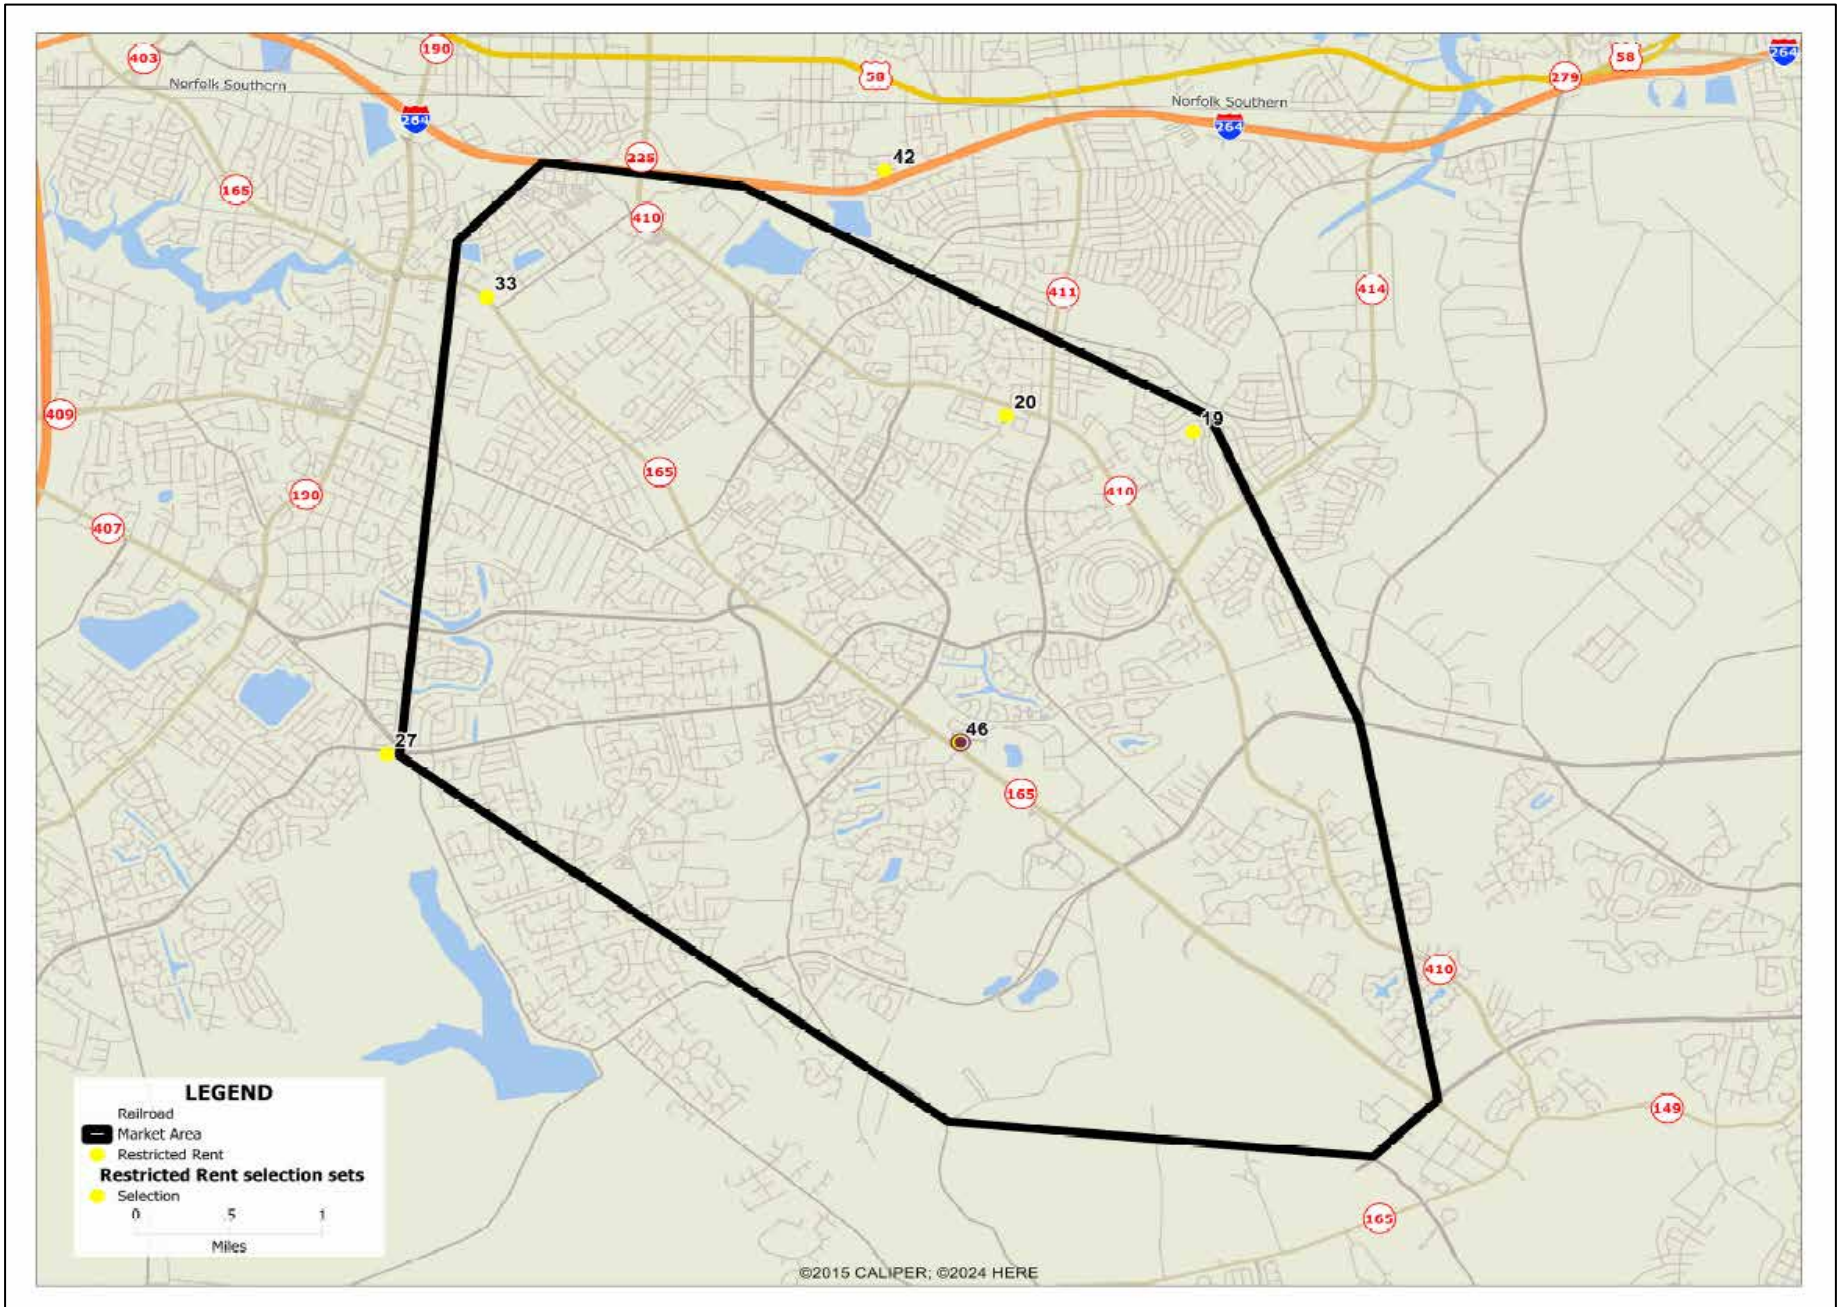 190
403
58
58
264
279
Norfolk Southern
Norfolk Southern
264
264
225
42
165
410
33
411
414
409
20
19
165
190
410
407
27
46
165
410
LEGEND
Railroad
Market Area
Restricted Rent
Restricted Rent selection sets
Selection
0 .5 1
Miles
149
165
©2015 CALIPER; ©2024 HERE